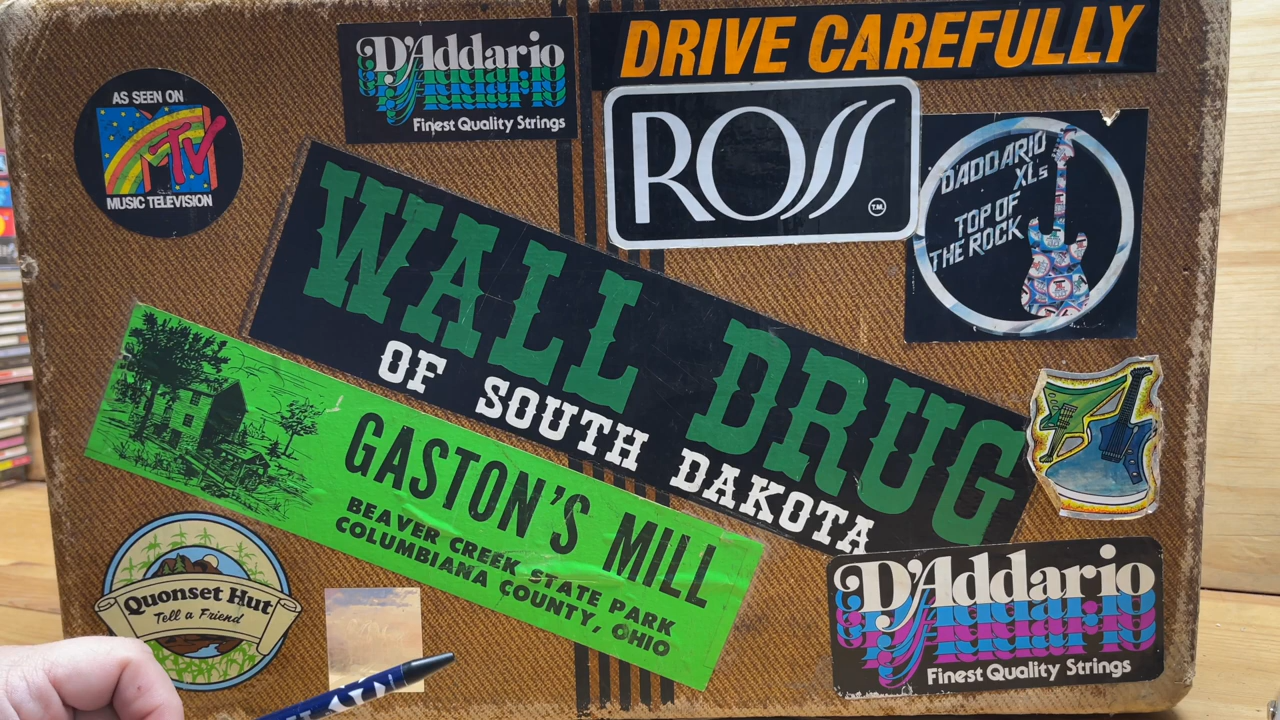 DRIVE CAREFULLY
D'Addario
Finest Quality Strings
AS SEEN ON
MTV
MUSIC TELEVISION
ROSS
T.M.
D'ADDARIO
XLs
TOP OF
THE ROCK
WALL DRUG
OF SOUTH DAKOTA
GASTON'S MILL
BEAVER CREEK STATE PARK
COLUMBIANA COUNTY, OHIO
Quonset Hut
Tell a Friend
D'Addario
Finest Quality Strings